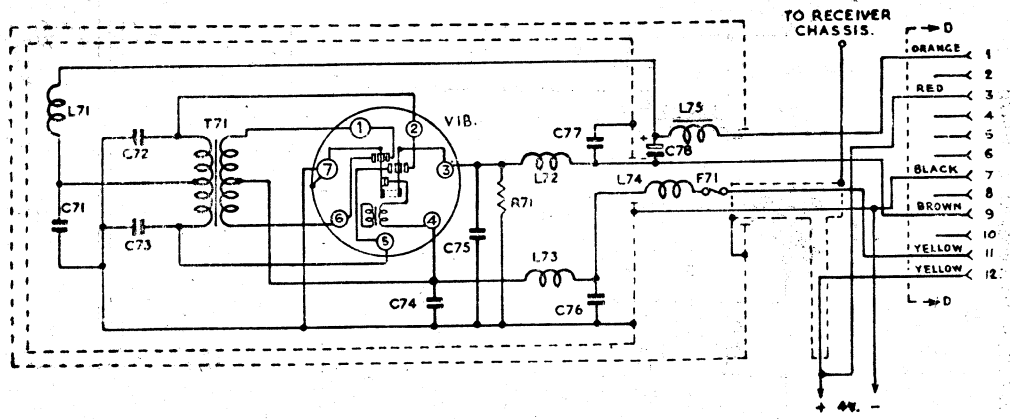 TO RECEIVER
CHASSIS.
D
ORANGE 1
2
RED 3
4
5
6
BLACK 7
8
BROWN 9
10
YELLOW 11
YELLOW 12
D
L71
C72
T71
1
2
VIB.
7
3
6
4
5
C71
C73
C77
+
C78
L75
L72
R71
L74
F71
C75
L73
C74
C76
+ 4V. -